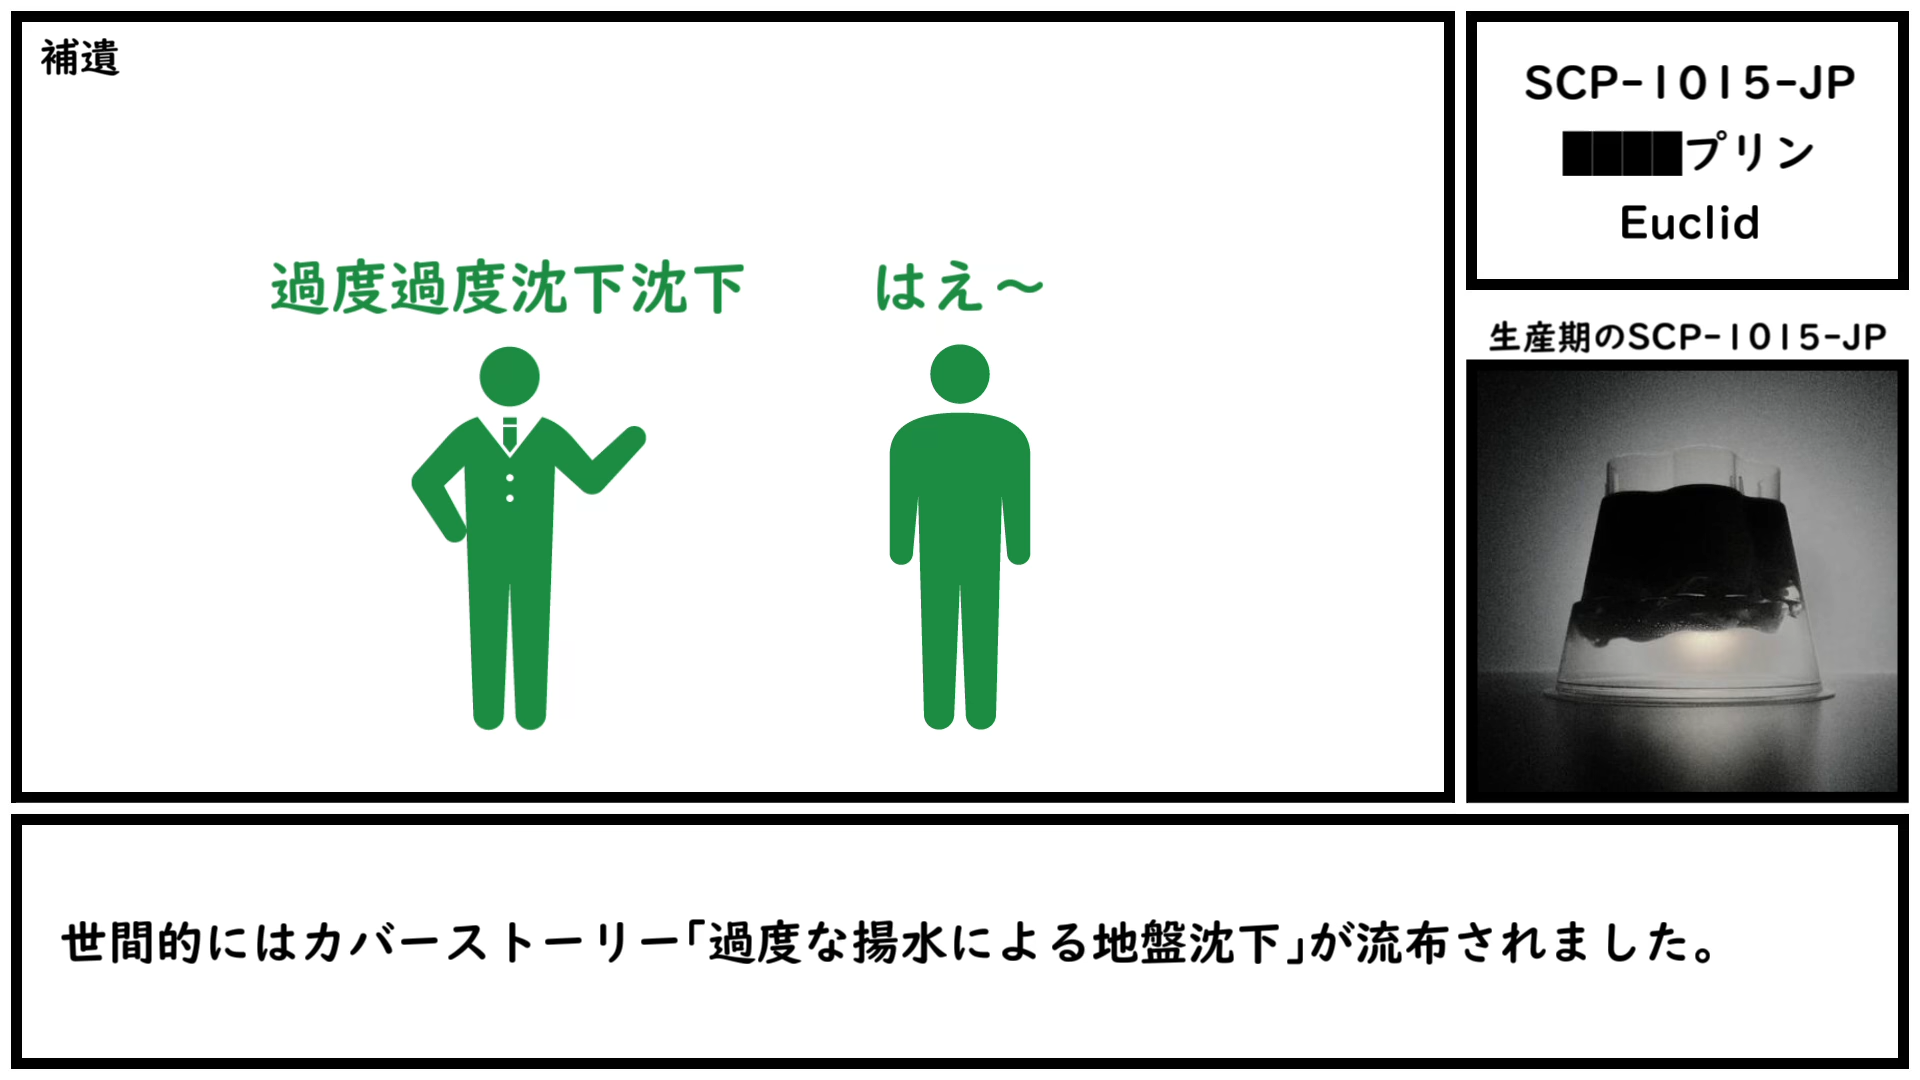 補遺
過度過度沈下沈下
はえ～
SCP-1015-JP
████プリン
Euclid
生産期のSCP-1015-JP
世間的にはカバーストーリー｢過度な揚水による地盤沈下｣が流布されました。